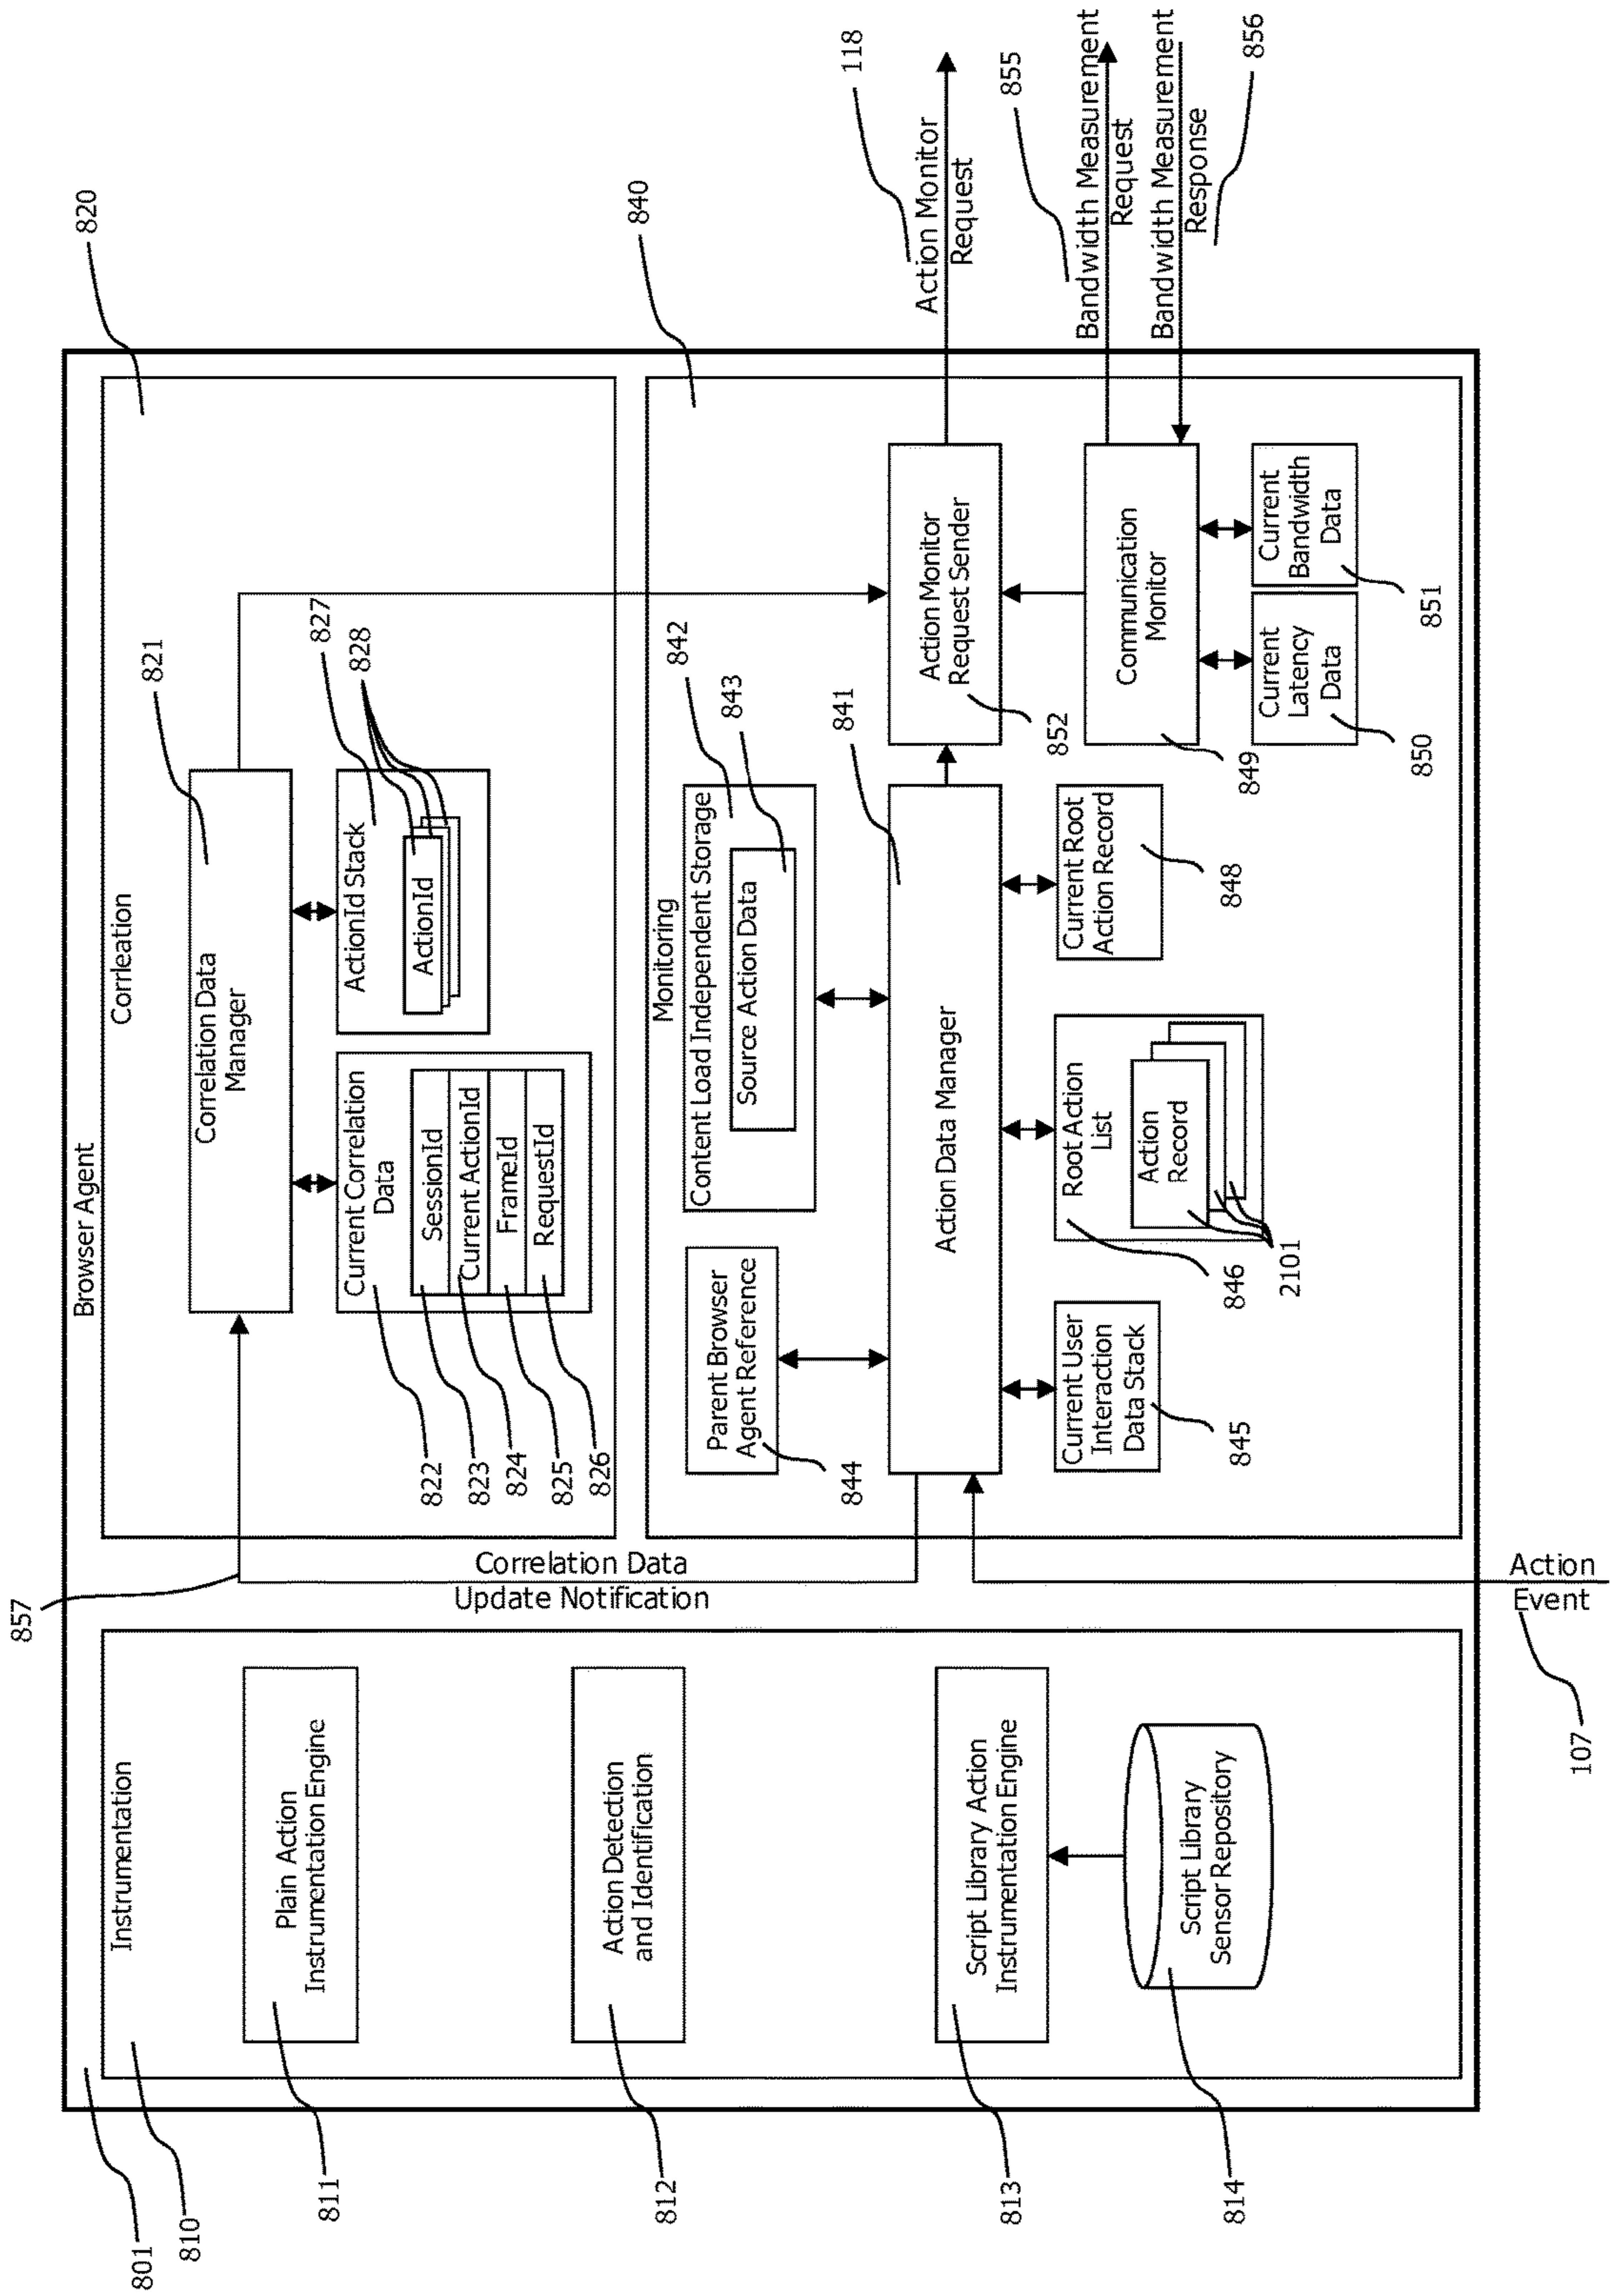 Browser Agent
801
810
Instrumentation
811
Plain Action
Instrumentation Engine
812
Action Detection
and Identification
813
Script Library Action
Instrumentation Engine
814
Script Library
Sensor Repository
857
Correlation Data
Update Notification
Action
Event
107
Corrleation
820
821
Correlation Data
Manager
Current Correlation
Data
SessionId
Current ActionId
FrameId
RequestId
822
823
824
825
826
ActionId Stack
ActionId
827
828
Monitoring
840
Parent Browser
Agent Reference
844
Content Load Independent Storage
842
Source Action Data
843
Action Data Manager
841
Current User
Interaction
Data Stack
845
Root Action
List
Action
Record
846
2101
Current Root
Action Record
848
Action Monitor
Request Sender
852
Communication
Monitor
849
Current
Latency
Data
850
Current
Bandwidth
Data
851
118
Action Monitor
Request
855
Bandwidth Measurement
Request
Bandwidth Measurement
Response
856